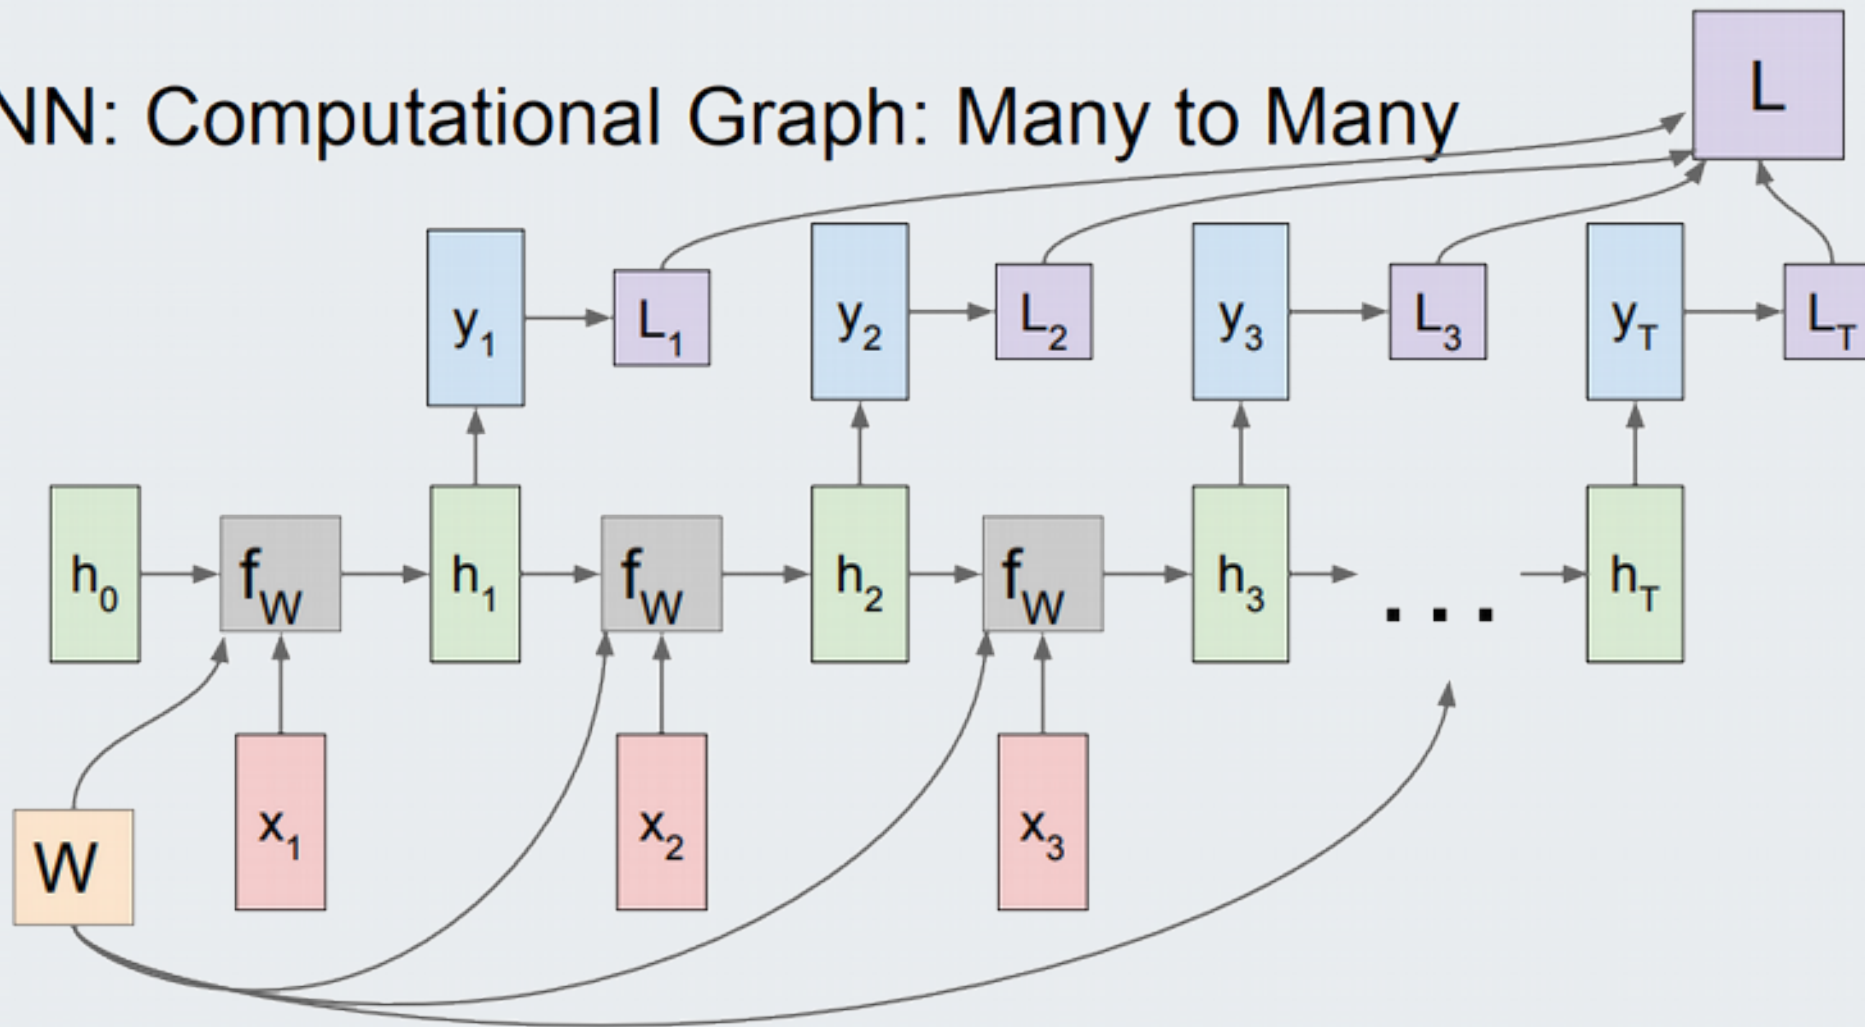 NN: Computational Graph: Many to Many
L
y1
L1
y2
L2
y3
L3
yT
LT
h0
fW
h1
fW
h2
fW
h3
...
hT
W
x1
x2
x3